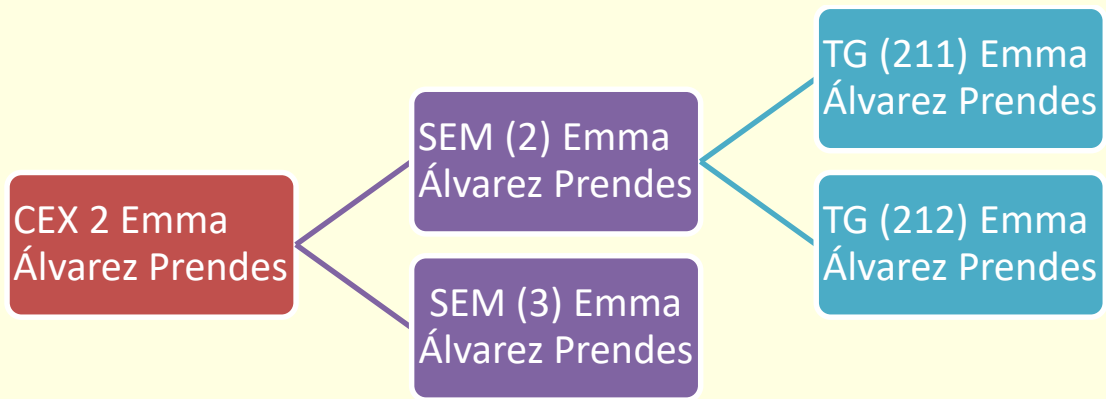 CEX 2 Emma
Álvarez Prendes
SEM (2) Emma
Álvarez Prendes
SEM (3) Emma
Álvarez Prendes
TG (211) Emma
Álvarez Prendes
TG (212) Emma
Álvarez Prendes